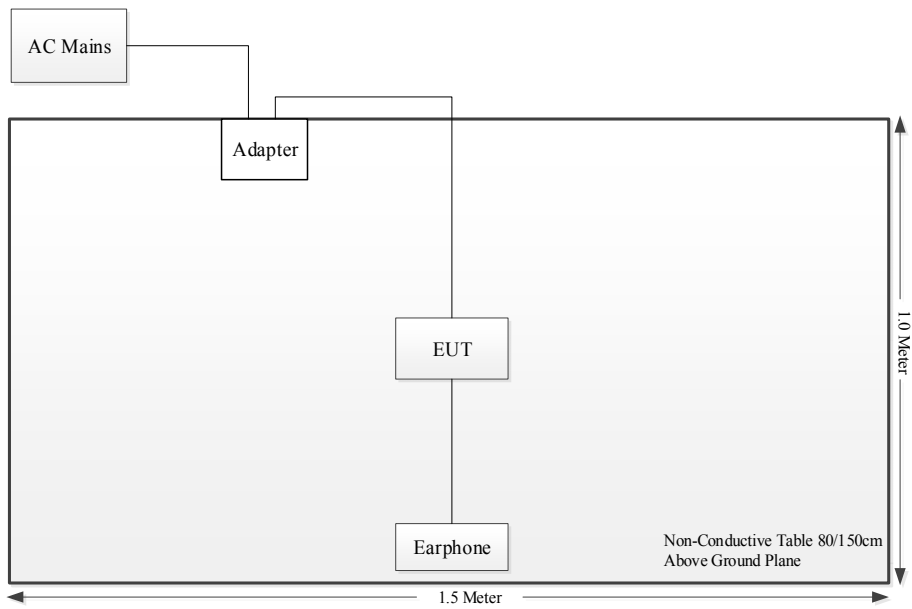 AC Mains
Adapter
EUT
1.0 Meter
Earphone
Non-Conductive Table 80/150cm
Above Ground Plane
1.5 Meter